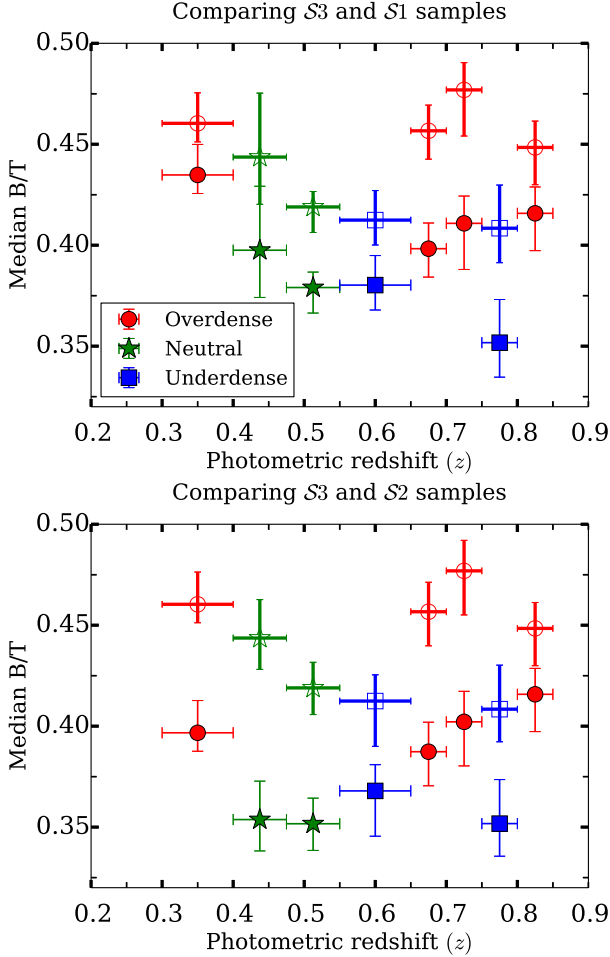 Comparing S3 and S1 samples
0.50
0.45
0.40
0.35
Median B/T
Overdense
Neutral
Underdense
0.2 0.3 0.4 0.5 0.6 0.7 0.8 0.9
Photometric redshift (z)
Comparing S3 and S2 samples
0.50
0.45
0.40
0.35
Median B/T
0.2 0.3 0.4 0.5 0.6 0.7 0.8 0.9
Photometric redshift (z)